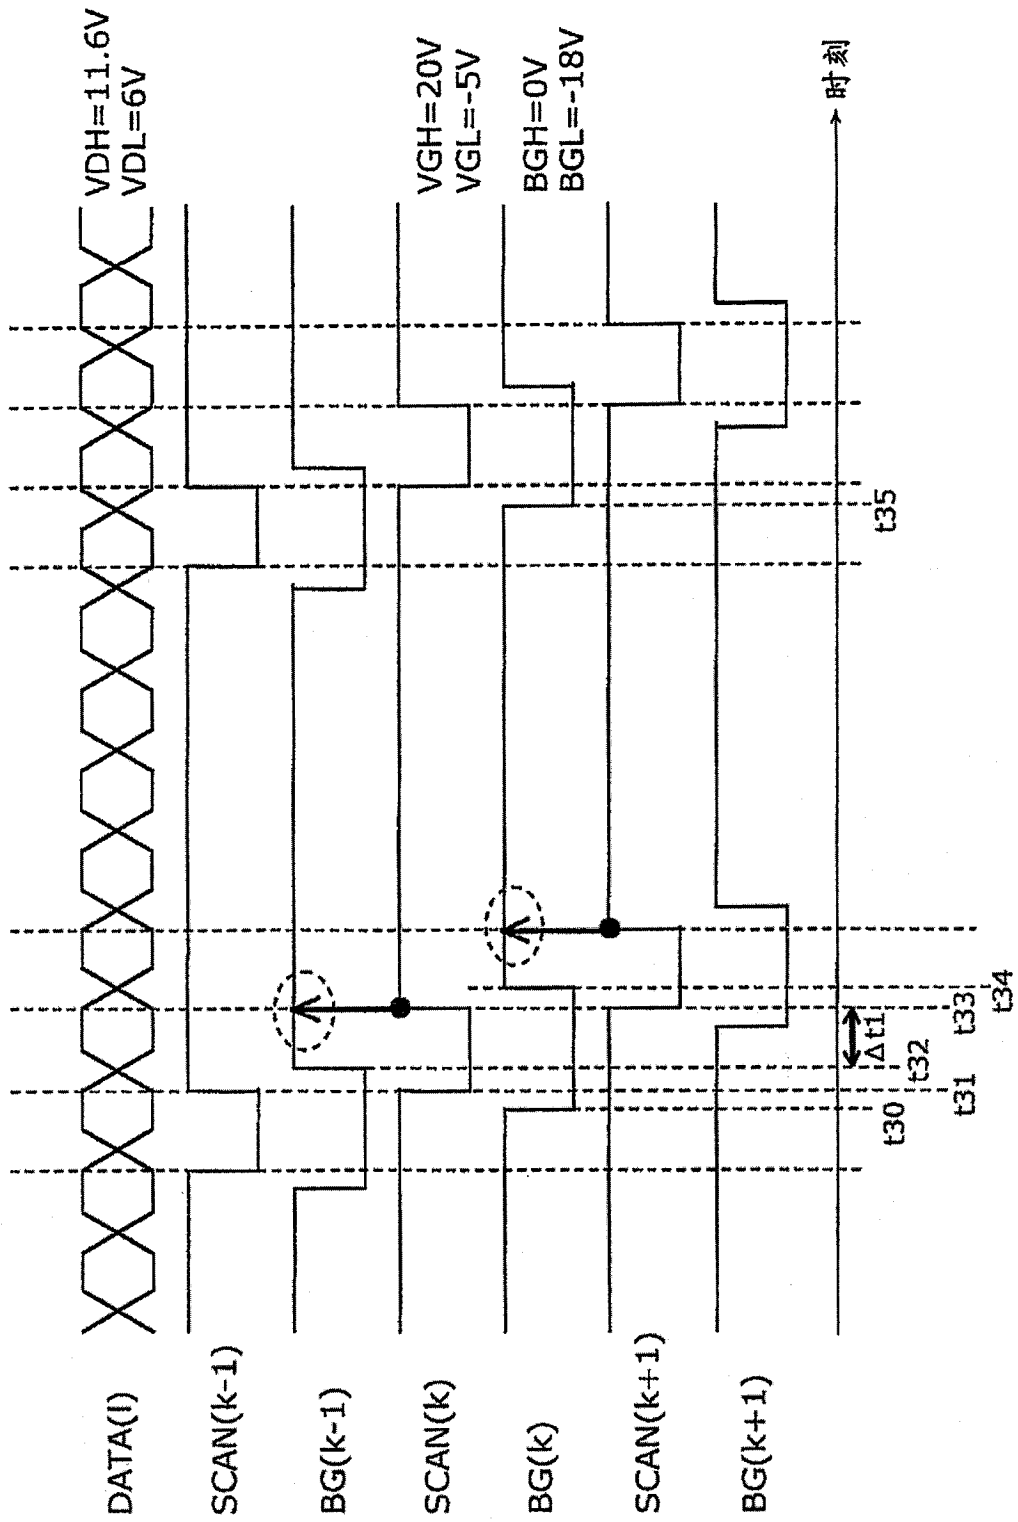 DATA(l)
SCAN(k-1)
BG(k-1)
SCAN(k)
BG(k)
SCAN(k+1)
BG(k+1)
VDH=11.6V
VDL=6V
VGH=20V
VGL=-5V
BGH=0V
BGL=-18V
Δt1
t30
t31
t32
t33
t34
t35
时刻